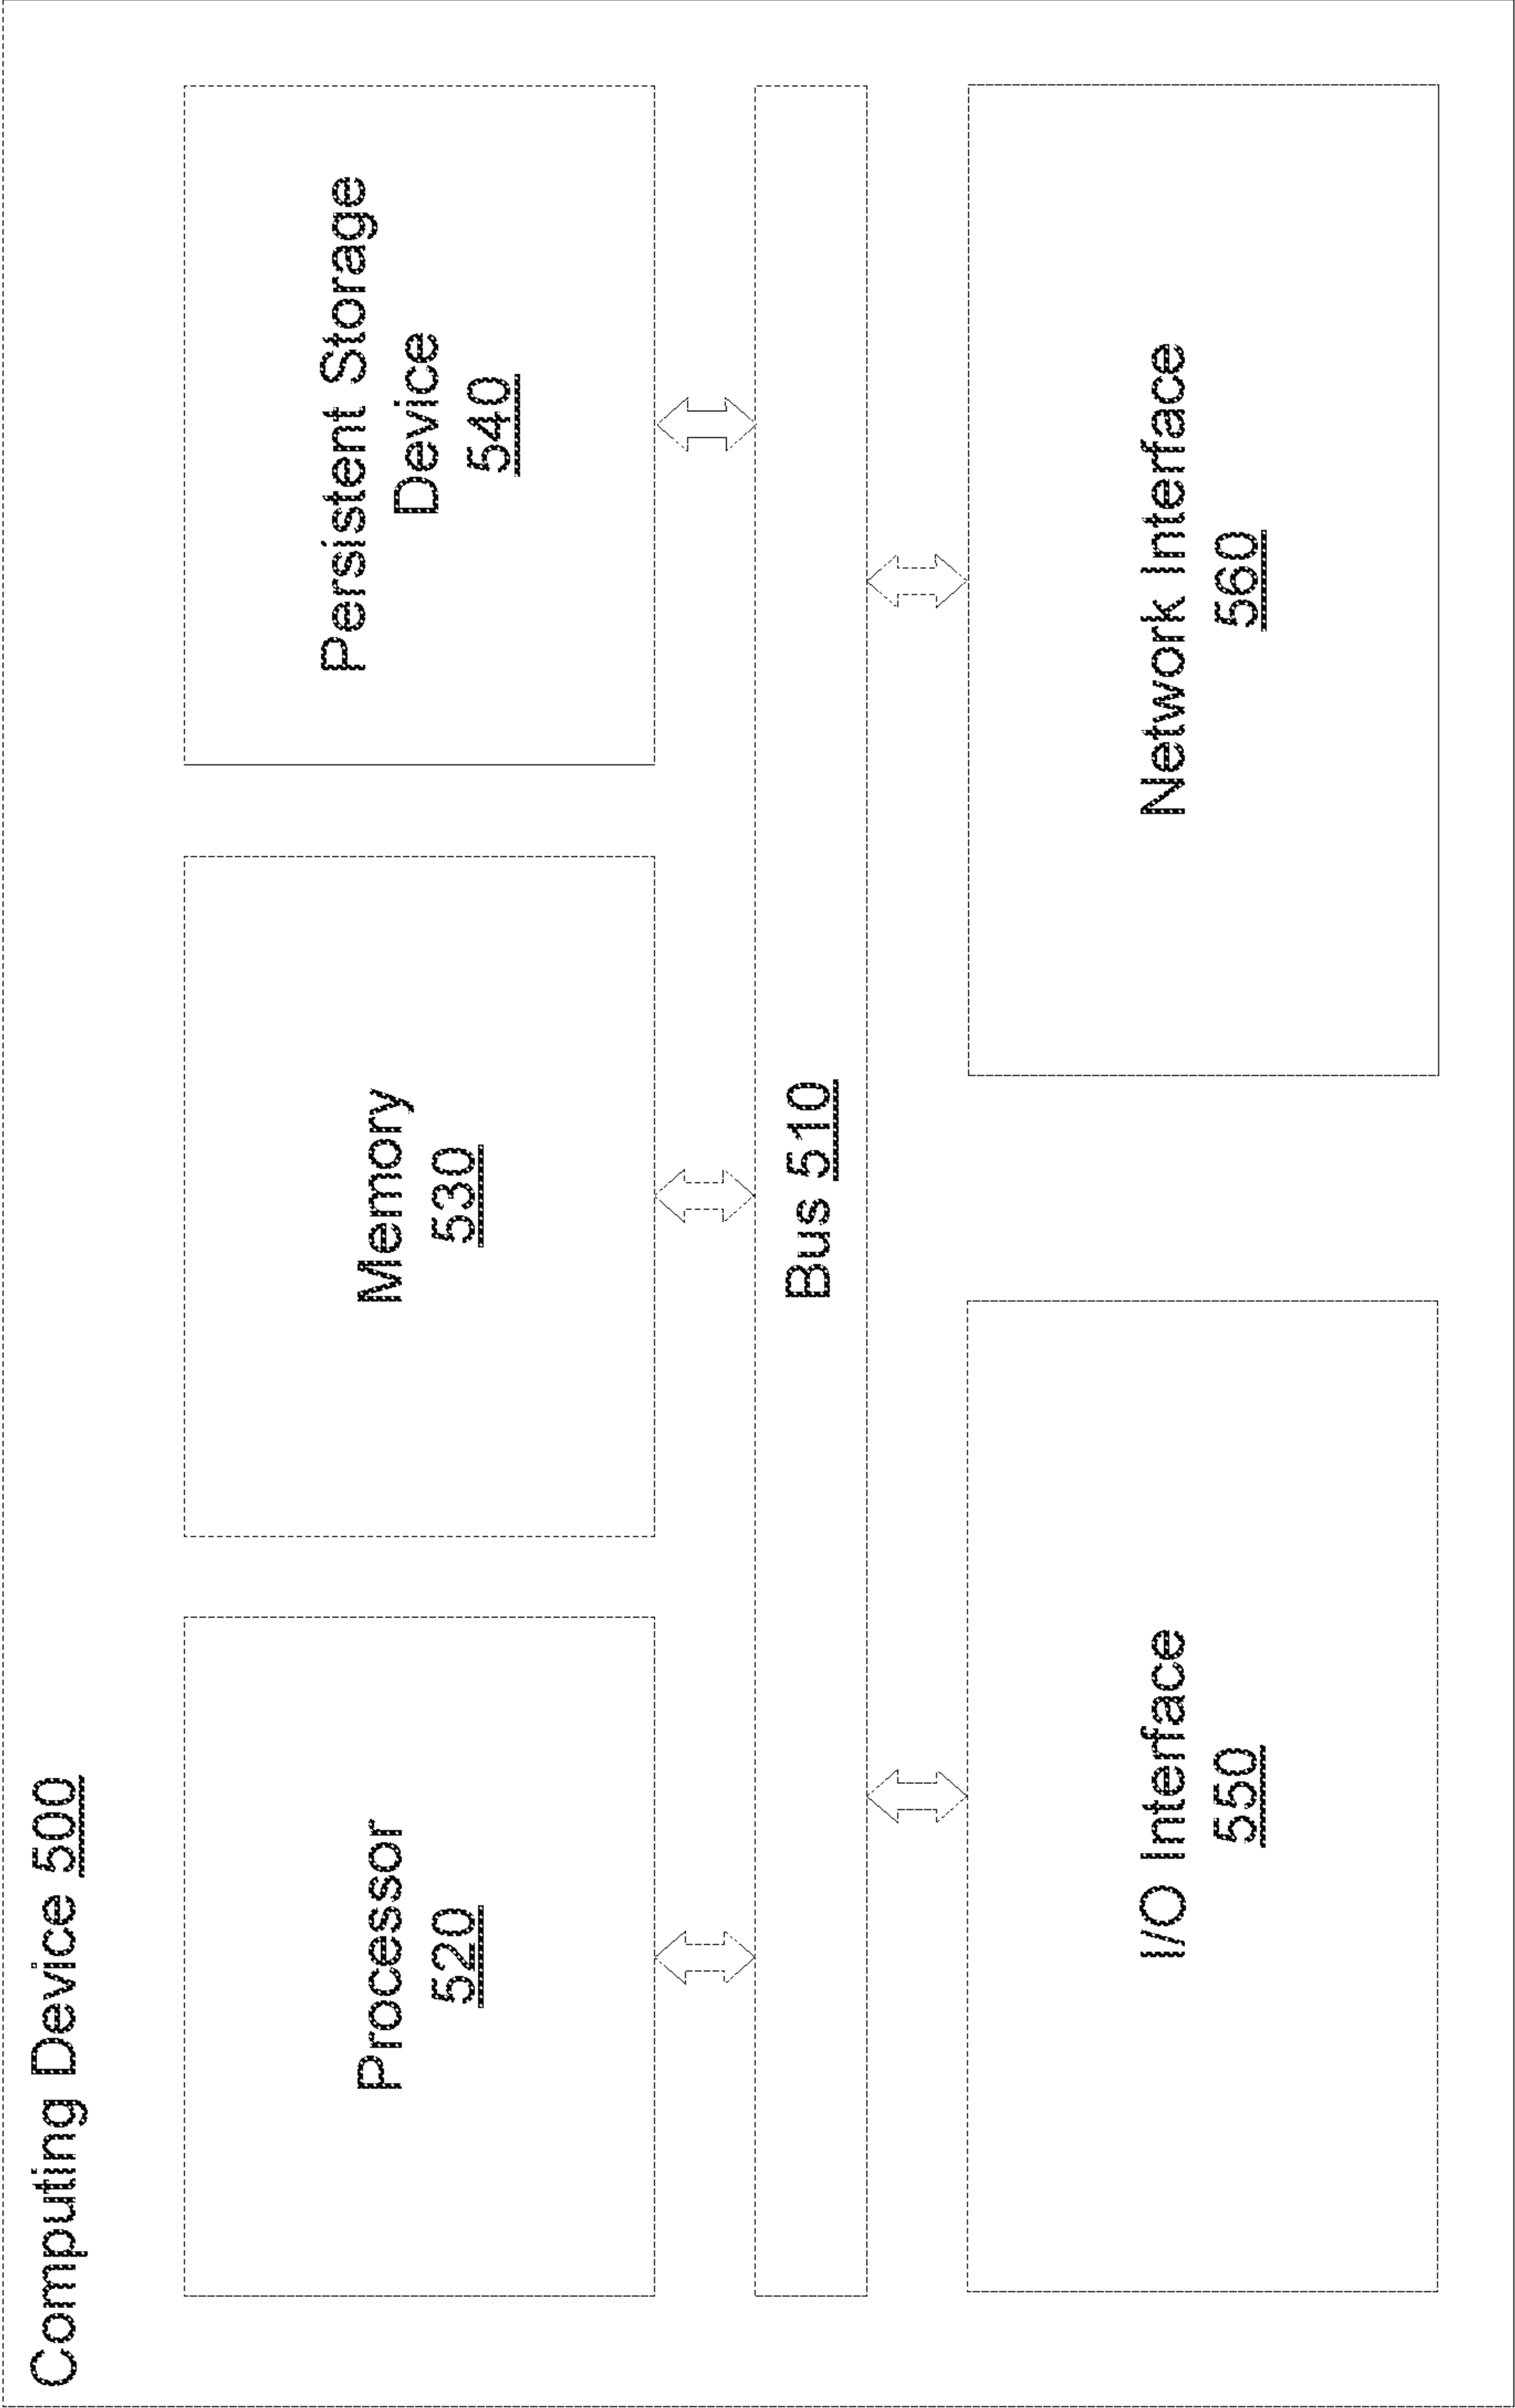 Computing Device 500
Processor
520
Memory
530
Persistent Storage
Device
540
Bus 510
I/O Interface
550
Network Interface
560